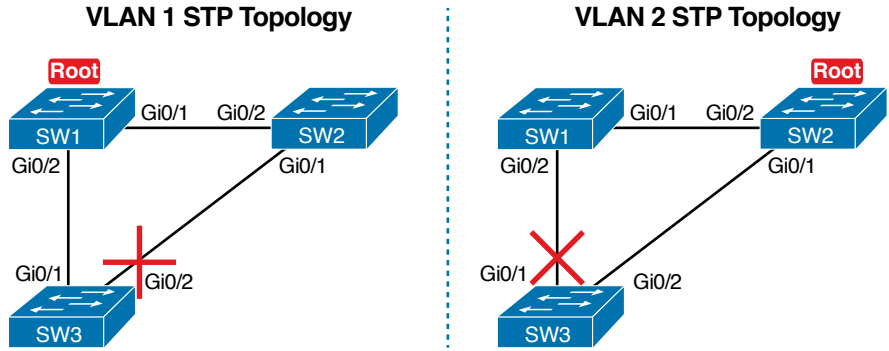 VLAN 1 STP Topology
Root
Gi0/1 Gi0/2
SW1
SW2
Gi0/2
Gi0/1
Gi0/1
Gi0/2
SW3
VLAN 2 STP Topology
Root
Gi0/1 Gi0/2
SW1
SW2
Gi0/2
Gi0/1
Gi0/1
Gi0/2
SW3